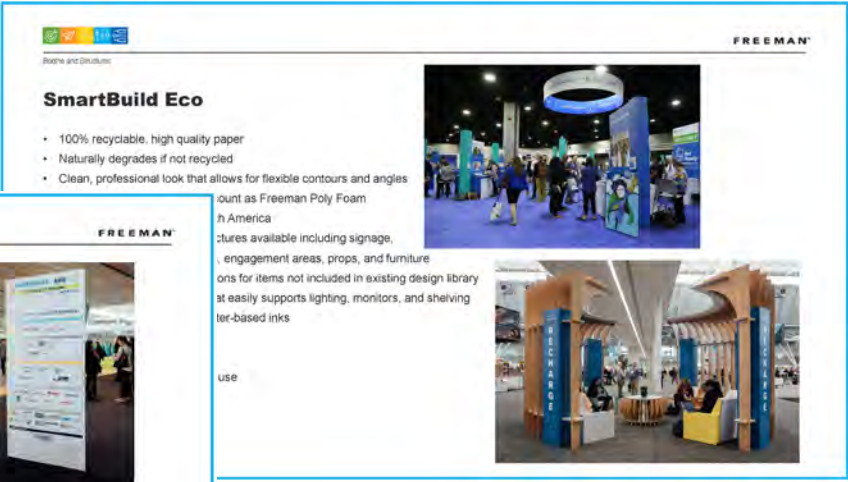 FREEMAN
Booths and Structures
SmartBuild Eco
• 100% recyclable, high quality paper
• Naturally degrades if not recycled
• Clean, professional look that allows for flexible contours and angles
ount as Freeman Poly Foam
th America
ctures available including signage,
, engagement areas, props, and furniture
ons for items not included in existing design library
at easily supports lighting, monitors, and shelving
ter-based inks
use
FREEMAN
RECHARGE
RECHARGE